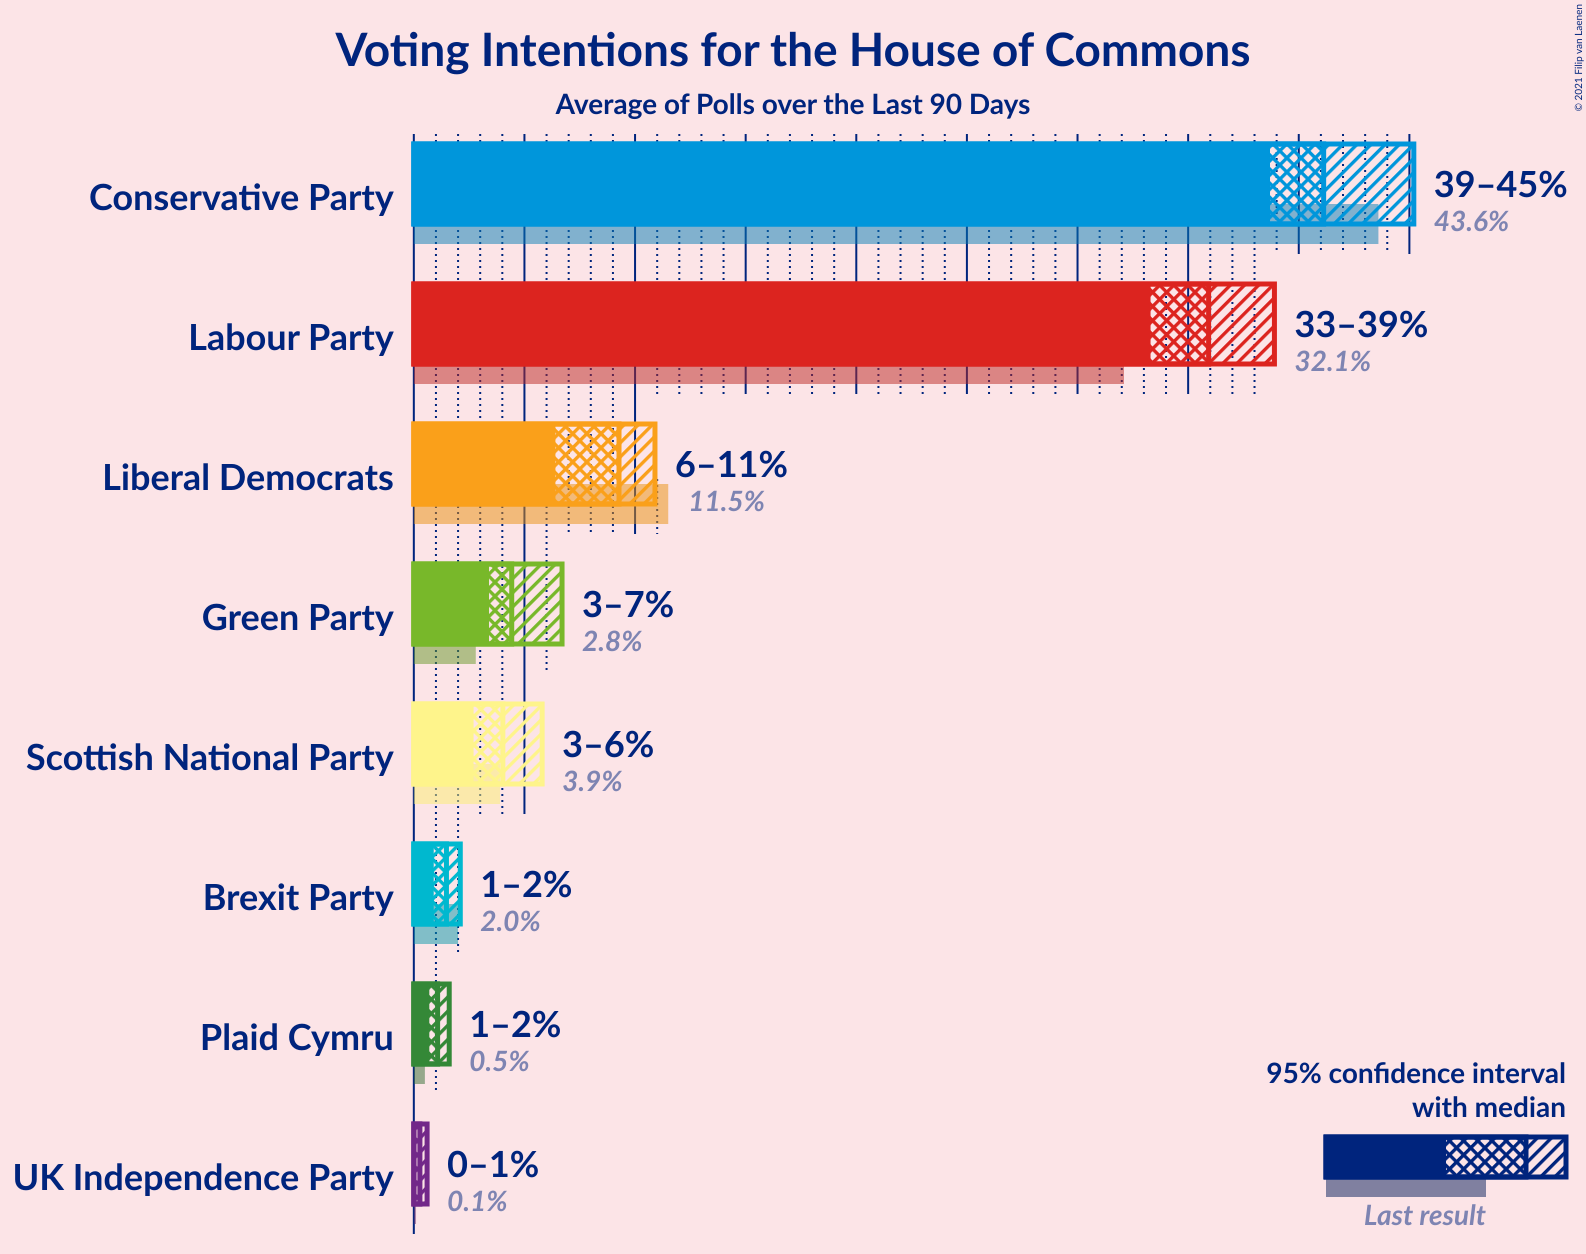 Voting Intentions for the House of Commons
Average of Polls over the Last 90 Days
© 2021 Filip van Laenen
Conservative Party
39–45%
43.6%
Labour Party
33–39%
32.1%
Liberal Democrats
6–11%
11.5%
Green Party
3–7%
2.8%
Scottish National Party
3–6%
3.9%
Brexit Party
1–2%
2.0%
Plaid Cymru
1–2%
0.5%
UK Independence Party
0–1%
0.1%
95% confidence interval
with median
Last result